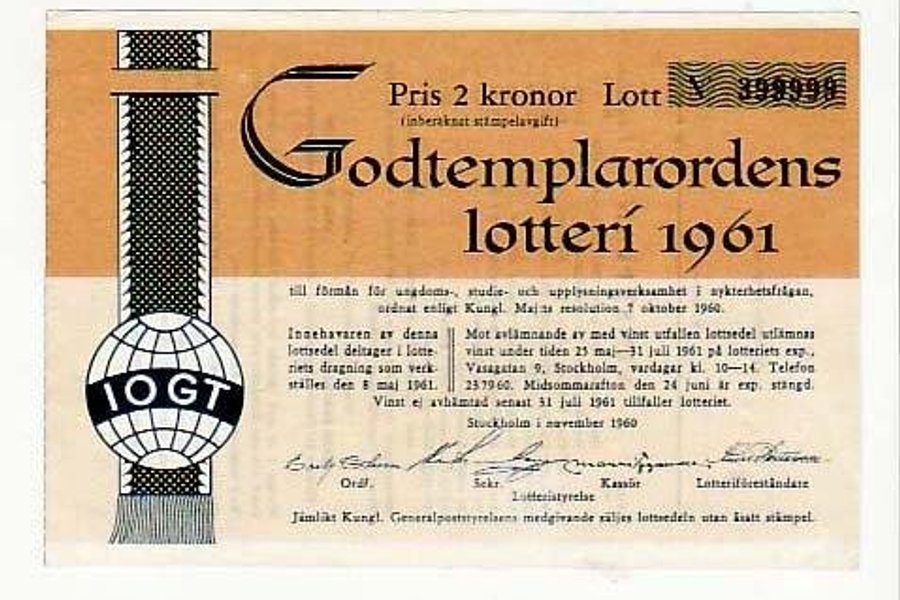 Pris 2 kronor Lott N 399999
(inberäknat stämpelavgift)
Godtemplarordens
lotteri 1961
till förmån för ungdoms-, studie- och upplysningsverksamhet i nykterhetsfrågan,
ordnat enligt Kungl. Maj:ts resolution 7 oktober 1960.
Innehavaren av denna
lottsedel deltager i lotte-
riets dragning som verk-
ställes den 8 maj 1961.
Mot avlämnande av med vinst utfallen lottsedel utlämnas
vinst under tiden 25 maj—31 juli 1961 på lotteriets exp.,
Vasagatan 9, Stockholm, vardagar kl. 10—14. Telefon
237960. Midsommarafton den 24 juni är exp. stängd.
Vinst ej avhämtad senast 31 juli 1961 tillfaller lotteriet.
Stockholm i november 1960
Ordf. Sekr. Kassör Lotteriföreståndare
Lotteristyrelse
Jämlikt Kungl. Generalpoststyrelsens medgivande säljes lottsedeln utan åsatt stämpel.
IOGT